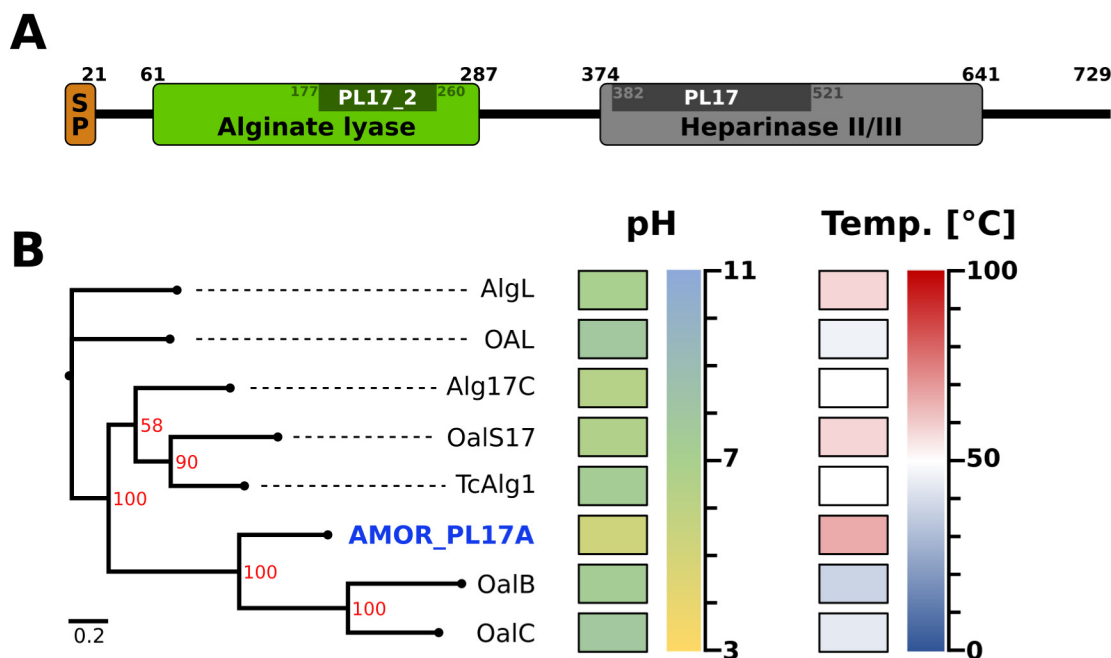 A
21 61 287 374 641 729
SP 177 PL17_2 260 382 PL17 521
Alginate lyase Heparinase II/III
B
pH Temp. [°C]
11 100
AlgL
OAL
Alg17C
58
OalS17
90
7 50
TcAlg1
100
AMOR_PL17A
100
OalB
100
OalC
0.2
3 0